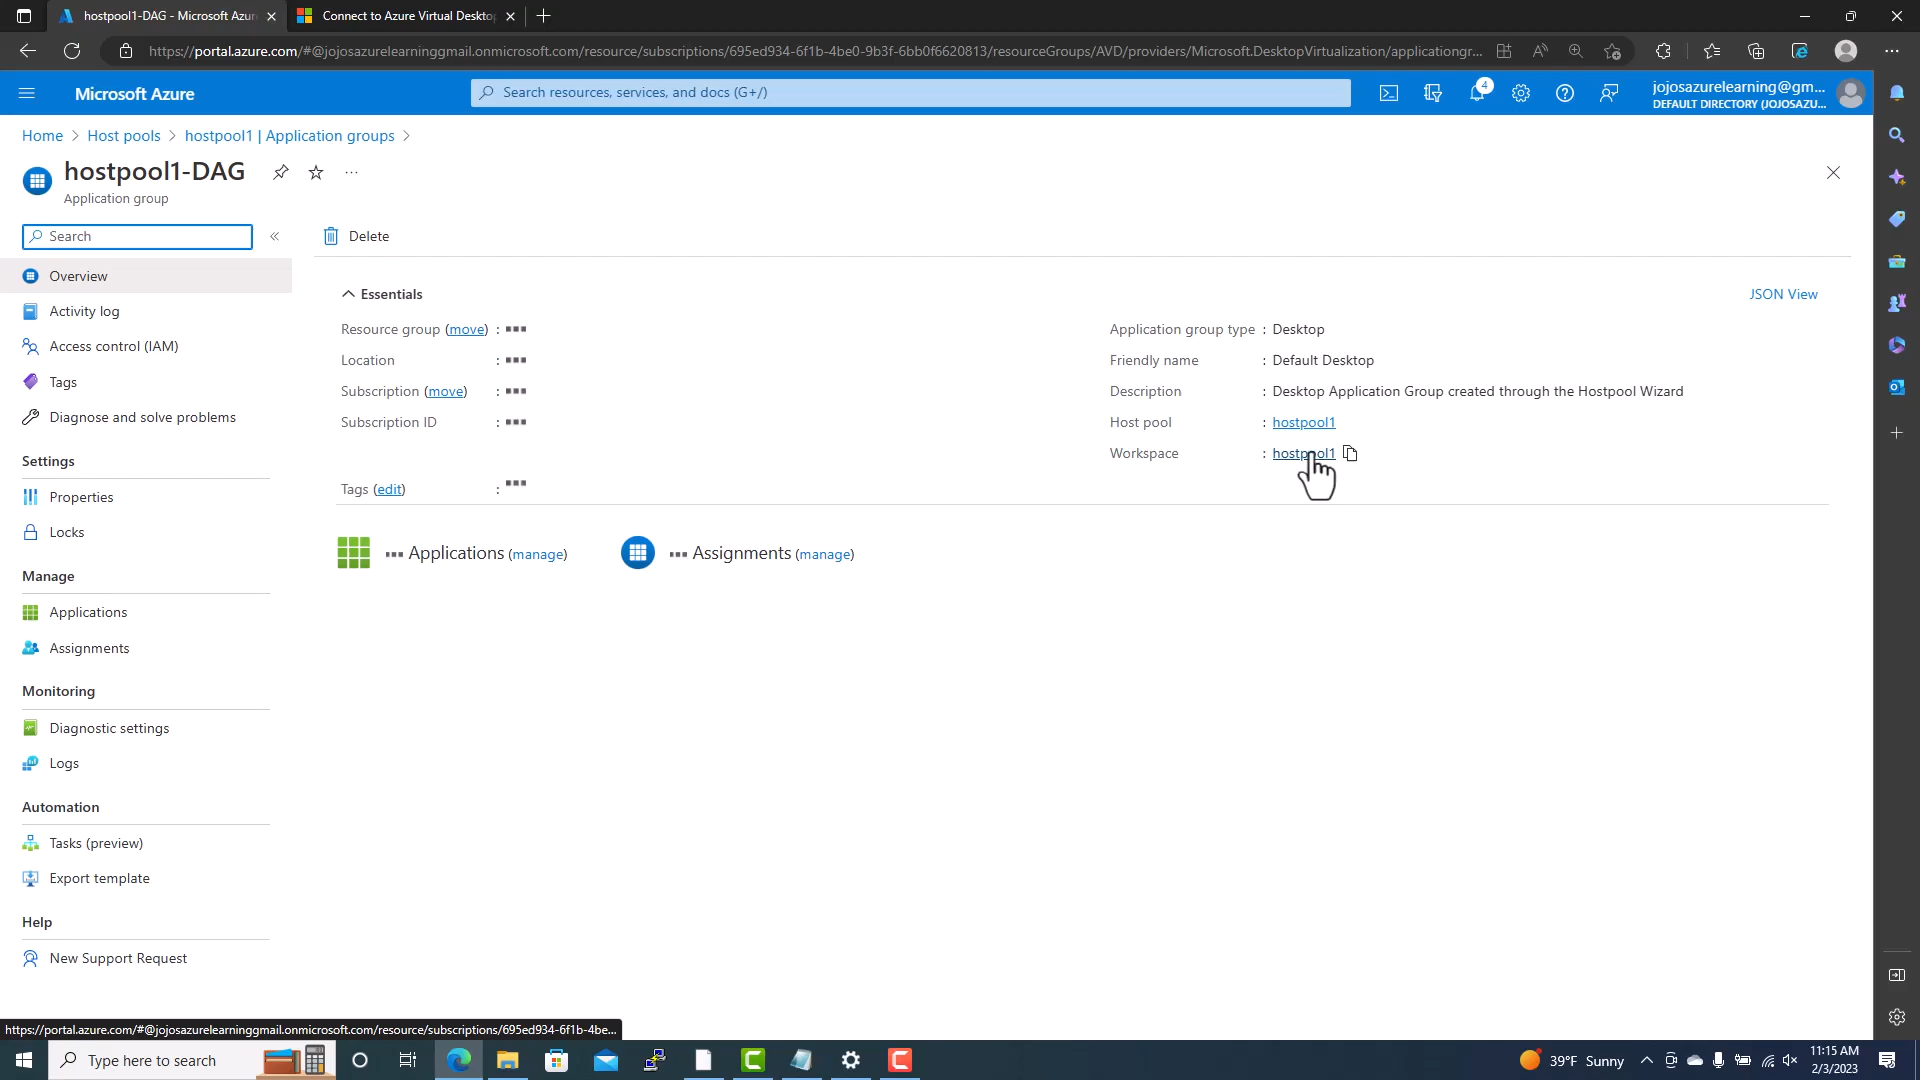 hostpool1-DAG - Microsoft Azur
Connect to Azure Virtual Deskto
https://portal.azure.com/#@jojosazurelearninggmail.onmicrosoft.com/resource/subscriptions/695ed934-6f1b-4be0-9b3f-6bb0f6620813/resourceGroups/AVD/providers/Microsoft.DesktopVirtualization/applicationgr...
Microsoft Azure
Search resources, services, and docs (G+/)
4
jojosazurelearning@gm...
DEFAULT DIRECTORY (JOJOSAZU...
Home > Host pools > hostpool1 | Application groups >
hostpool1-DAG
Application group
Search
Delete
Overview
Activity log
Access control (IAM)
Tags
Diagnose and solve problems
Settings
Properties
Locks
Manage
Applications
Assignments
Monitoring
Diagnostic settings
Logs
Automation
Tasks (preview)
Export template
Help
New Support Request
Essentials
JSON View
Resource group (move) :
Location :
Subscription (move) :
Subscription ID :
Tags (edit) :
Application group type : Desktop
Friendly name : Default Desktop
Description : Desktop Application Group created through the Hostpool Wizard
Host pool : hostpool1
Workspace : hostpool1
Applications (manage)
Assignments (manage)
https://portal.azure.com/#@jojosazurelearninggmail.onmicrosoft.com/resource/subscriptions/695ed934-6f1b-4be...
Type here to search
39°F Sunny
11:15 AM
2/3/2023